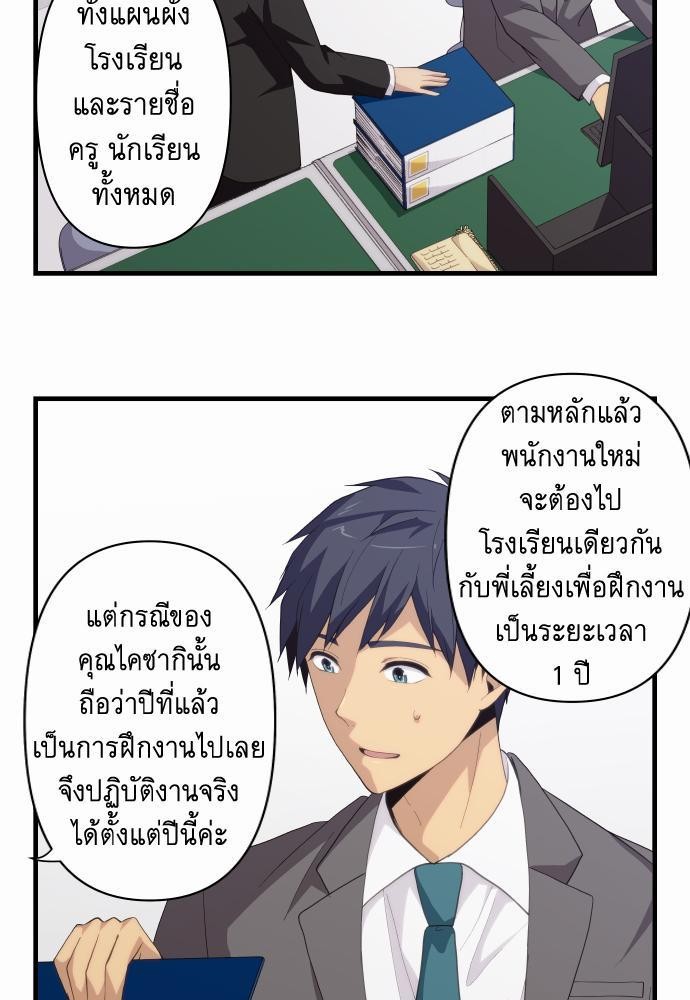 ทั้งแผนผัง
โรงเรียน
และรายชื่อ
ครู นักเรียน
ทั้งหมด
ตามหลักแล้ว
พนักงานใหม่
จะต้องไป
โรงเรียนเดียวกัน
กับพี่เลี้ยงเพื่อฝึกงาน
เป็นระยะเวลา
1 ปี
แต่กรณีของ
คุณไคซากินั้น
ถือว่าปีที่แล้ว
เป็นการฝึกงานไปเลย
จึงปฏิบัติงานจริง
ได้ตั้งแต่ปีนี้ค่ะ